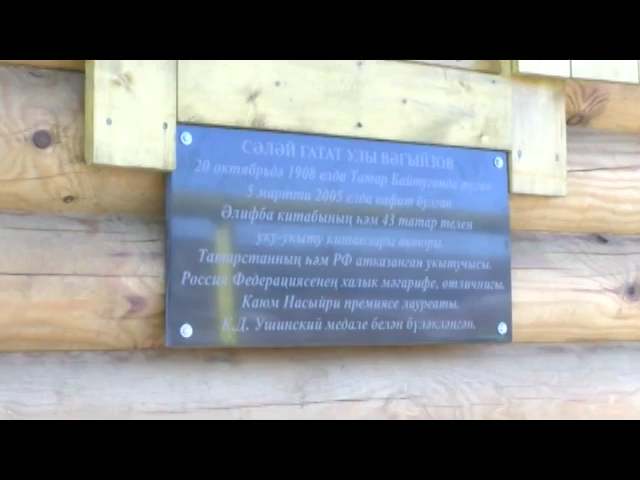 СӘЛӘЙ ГАТАТ УЛЫ ВӘГЫЙЗОВ
20 октябрьдә 1908 елда Татар Байтуганда туган
5 мартта 2005 елда вафат булган
Әлифба китабының һәм 43 татар телен
уку-укыту китаплары авторы.
Татарстанның һәм РФ атказанган укытучысы.
Россия Федерациясенең халык мәгарифе, отличнигы.
Каюм Насыйри премиясе лауреаты.
К.Д. Ушинский медале белән бүләкләнгән.